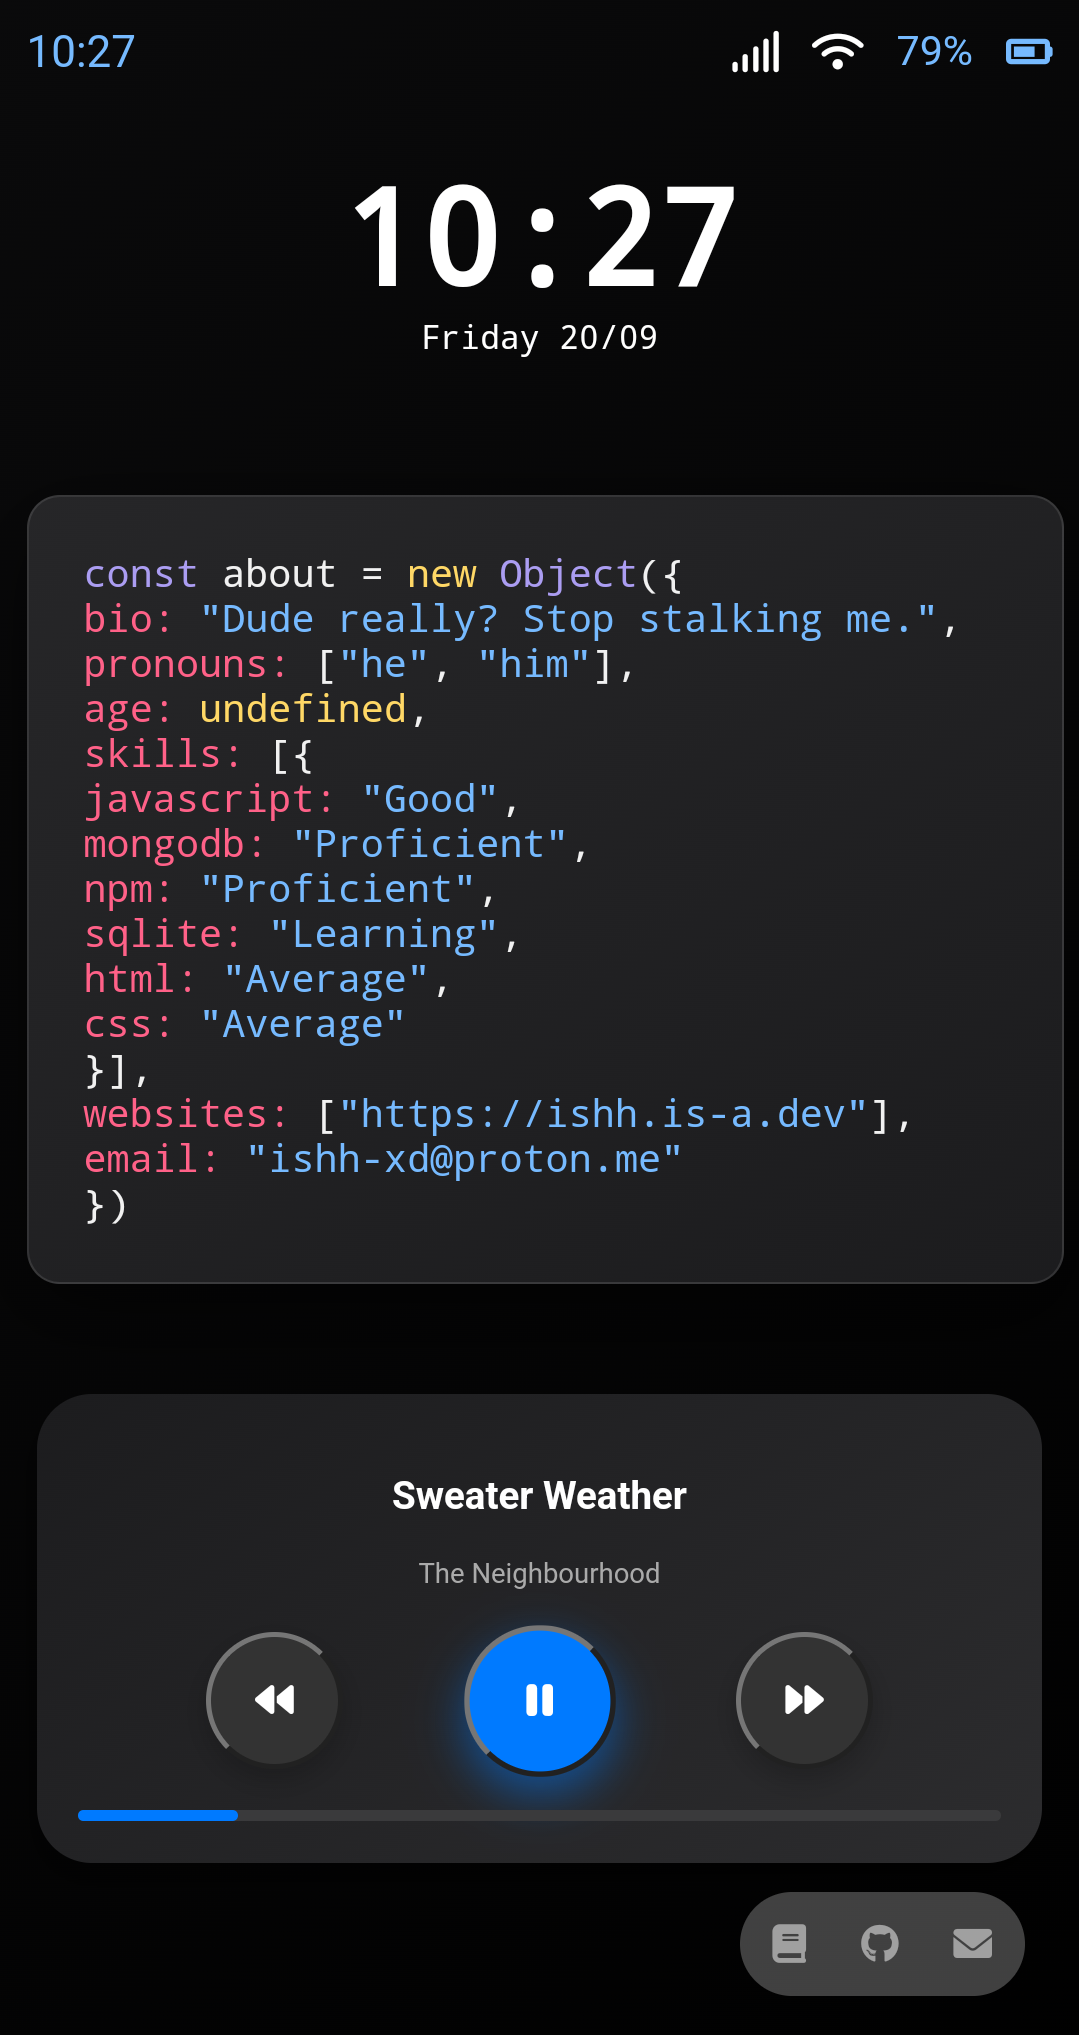 10:27 79%
10:27
Friday 20/09
const about = new Object({
bio: "Dude really? Stop stalking me.",
pronouns: ["he", "him"],
age: undefined,
skills: [{
javascript: "Good",
mongodb: "Proficient",
npm: "Proficient",
sqlite: "Learning",
html: "Average",
css: "Average"
}],
websites: ["https://ishh.is-a.dev"],
email: "ishh-xd@proton.me"
})
Sweater Weather
The Neighbourhood